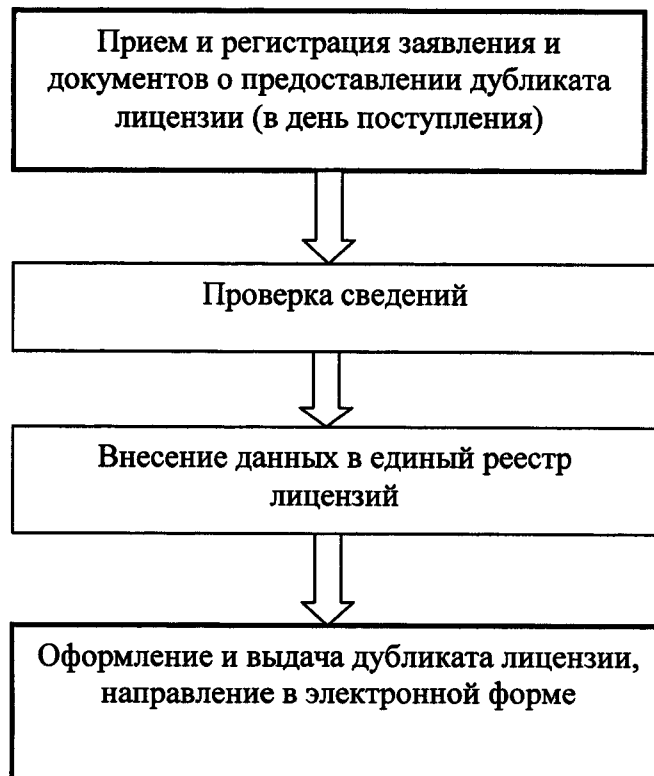 Прием и регистрация заявления и
документов о предоставлении дубликата
лицензии (в день поступления)
Проверка сведений
Внесение данных в единый реестр
лицензий
Оформление и выдача дубликата лицензии,
направление в электронной форме